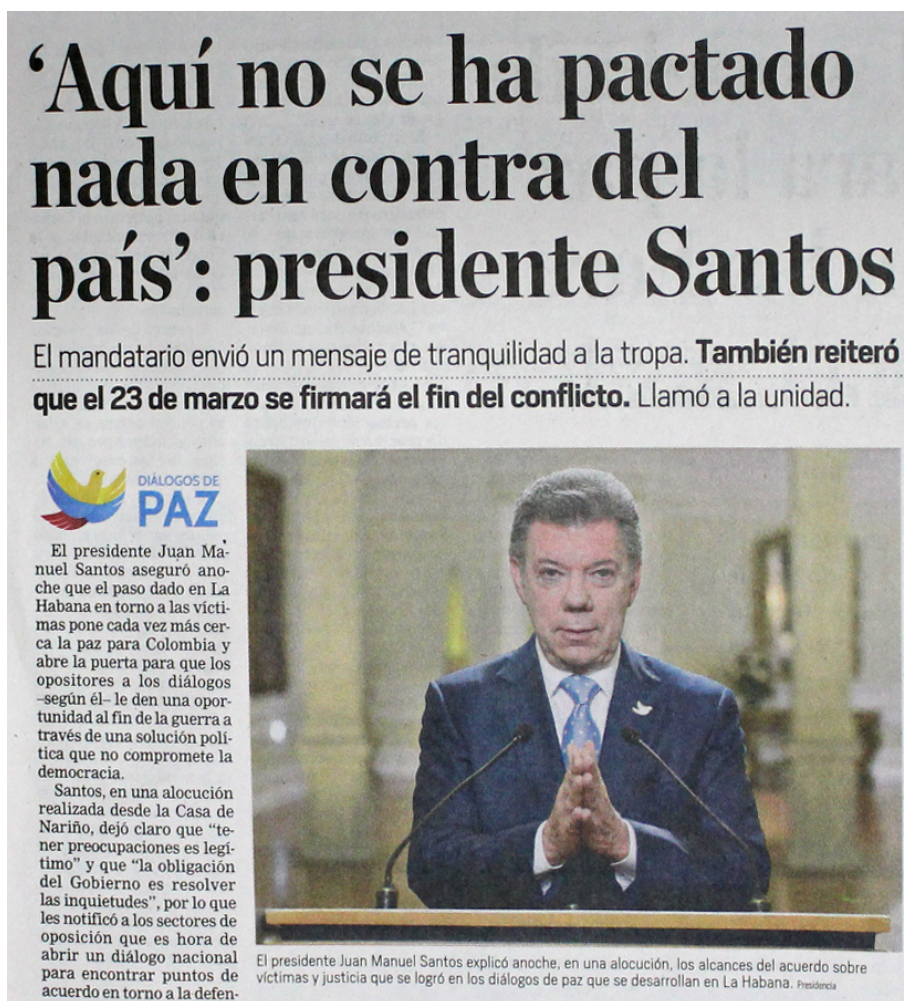 ‘Aquí no se ha pactado
nada en contra del
país’: presidente Santos
El mandatario envió un mensaje de tranquilidad a la tropa. También reiteró
que el 23 de marzo se firmará el fin del conflicto. Llamó a la unidad.
DIÁLOGOS DE
PAZ
El presidente Juan Ma-
nuel Santos aseguró ano-
che que el paso dado en La
Habana en torno a las vícti-
mas pone cada vez más cer-
ca la paz para Colombia y
abre la puerta para que los
opositores a los diálogos
–según él– le den una opor-
tunidad al fin de la guerra a
través de una solución polí-
tica que no compromete la
democracia.
Santos, en una alocución
realizada desde la Casa de
Nariño, dejó claro que “te-
ner preocupaciones es legí-
timo” y que “la obligación
del Gobierno es resolver
las inquietudes”, por lo que
les notificó a los sectores de
oposición que es hora de
abrir un diálogo nacional
para encontrar puntos de
acuerdo en torno a la defen-
El presidente Juan Manuel Santos explicó anoche, en una alocución, los alcances del acuerdo sobre
víctimas y justicia que se logró en los diálogos de paz que se desarrollan en La Habana. Presidencia